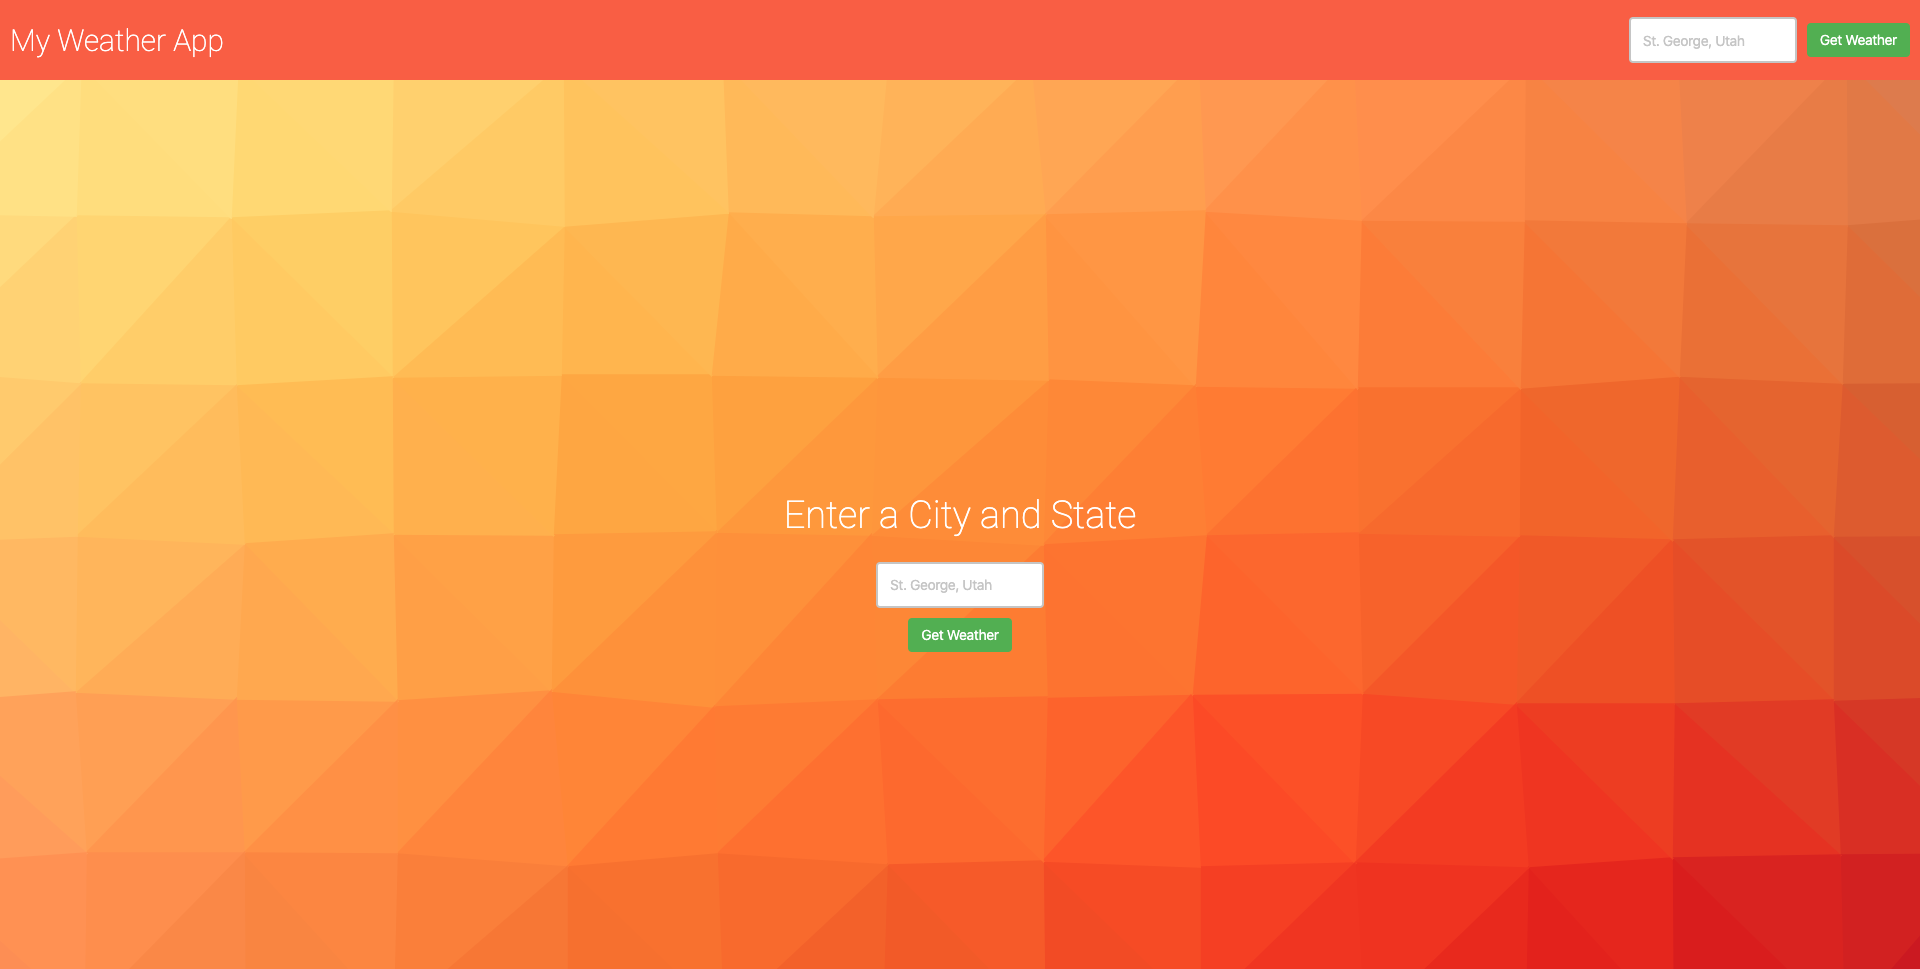 My Weather App
St. George, Utah
Get Weather
Enter a City and State
St. George, Utah
Get Weather